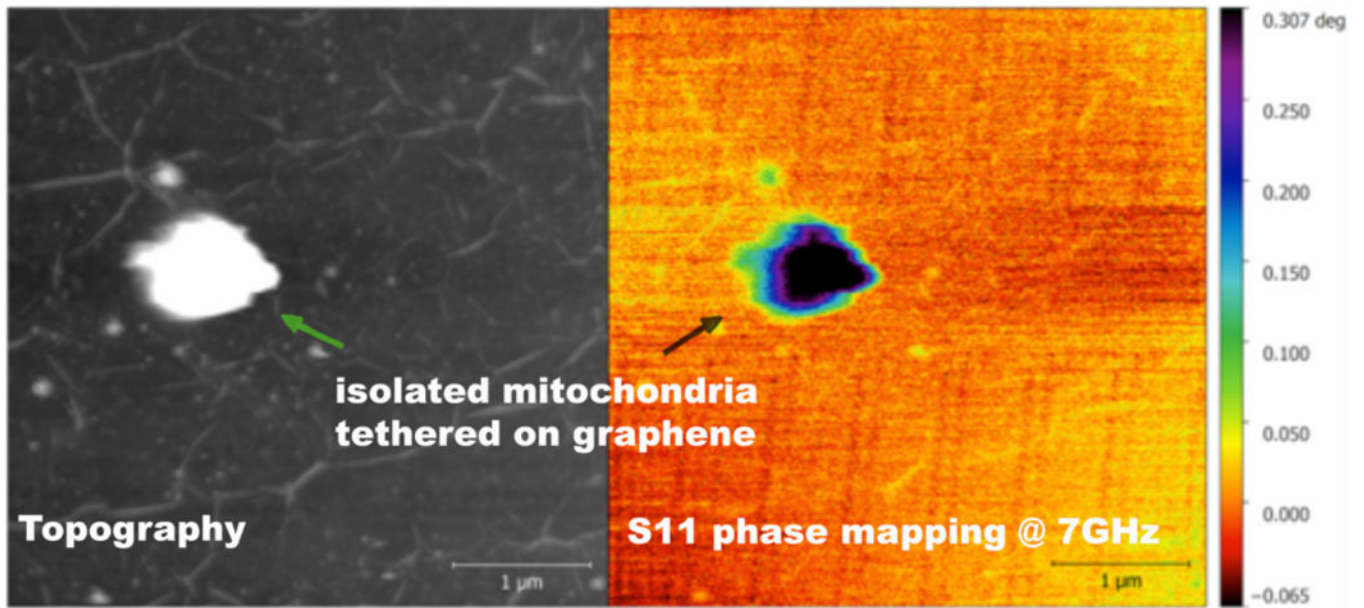 0.307 deg
0.250
0.200
0.150
0.100
0.050
0.000
−0.065
isolated mitochondria
tethered on graphene
Topography
1 µm
S11 phase mapping @ 7GHz
1 µm